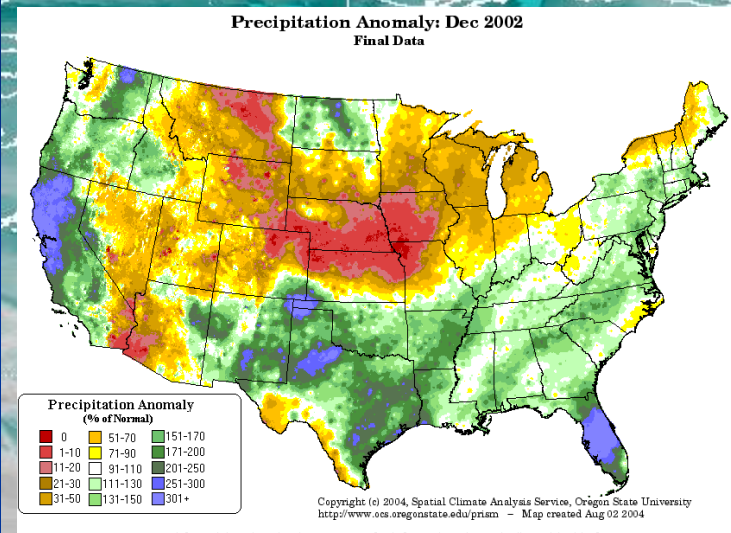 Precipitation Anomaly: Dec 2002
Final Data
Precipitation Anomaly
(% of Normal)
0 51-70 151-170
1-10 71-90 171-200
11-20 91-110 201-250
21-30 111-130 251-300
31-50 131-150 301+
Copyright (c) 2004, Spatial Climate Analysis Service, Oregon State University
http://www.ocs.oregonstate.edu/prism – Map created Aug 02 2004